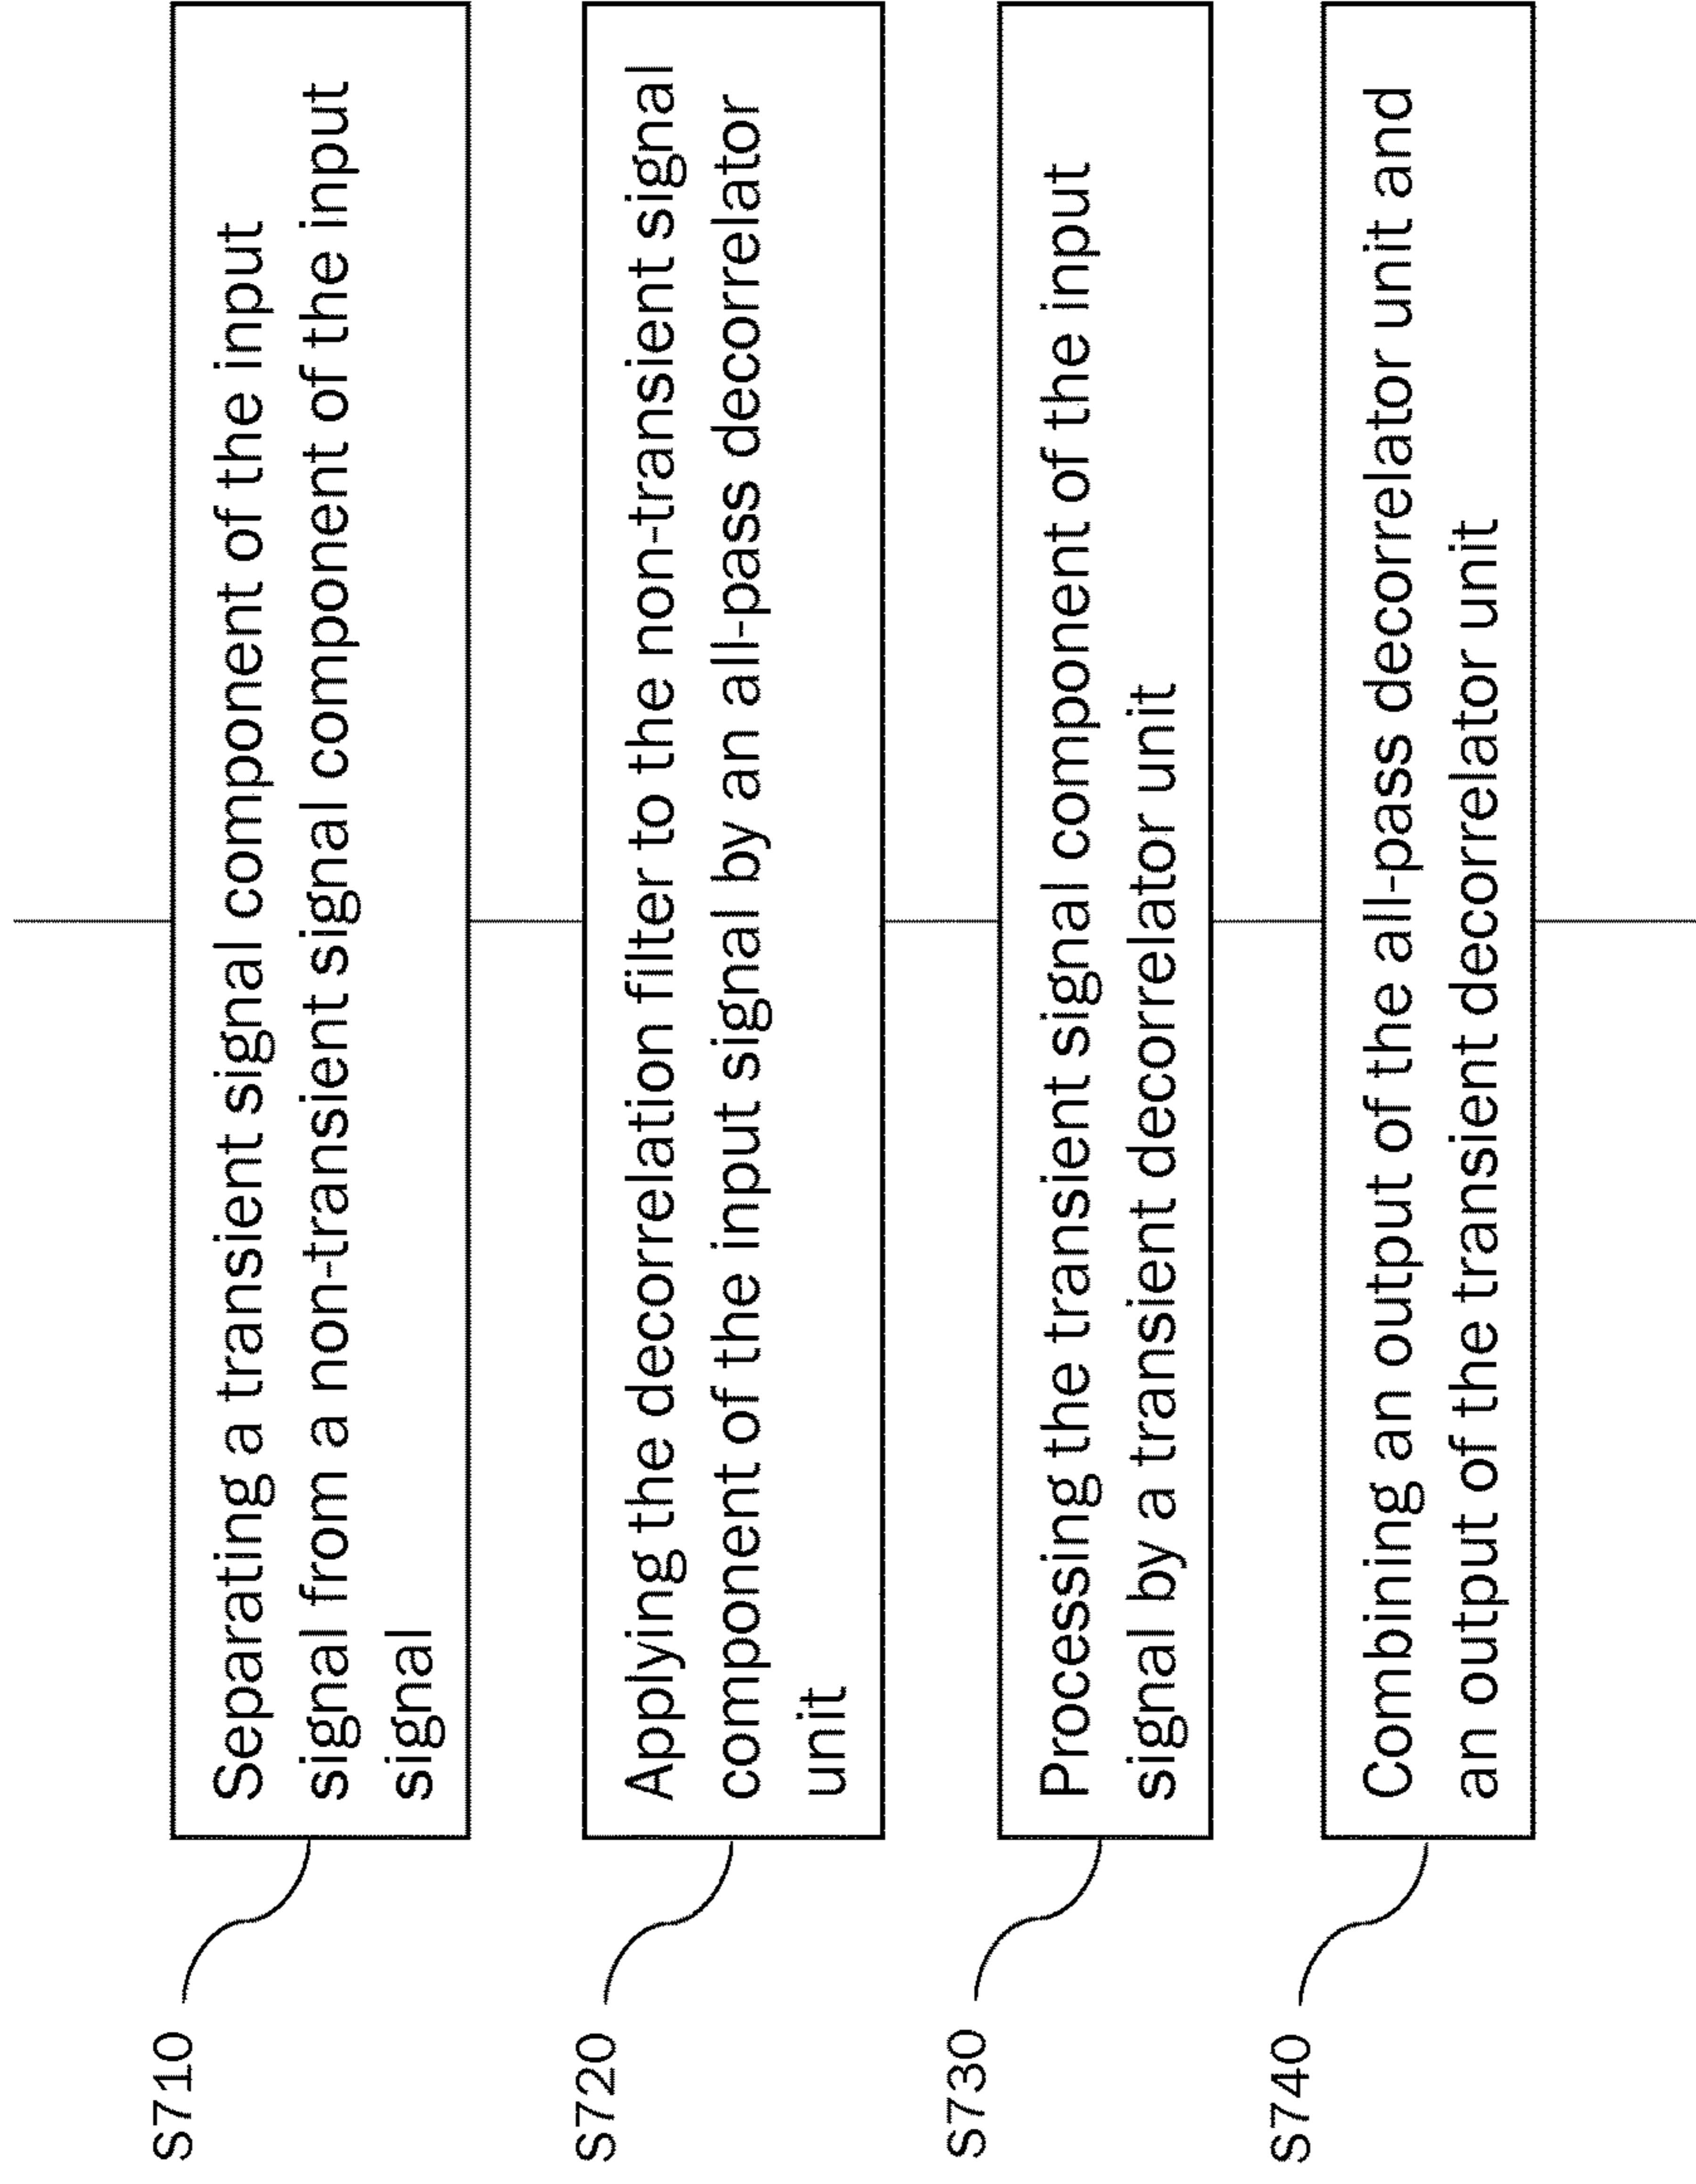 S710
Separating a transient signal component of the input
signal from a non-transient signal component of the input
signal
S720
Applying the decorrelation filter to the non-transient signal
component of the input signal by an all-pass decorrelator
unit
S730
Processing the transient signal component of the input
signal by a transient decorrelator unit
S740
Combining an output of the all-pass decorrelator unit and
an output of the transient decorrelator unit